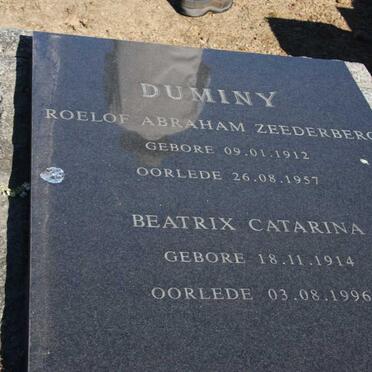 DUMINY
ROELOF ABRAHAM ZEEDERBERG
GEBORE 09.01.1912
OORLEDE 26.08.1957
BEATRIX CATARINA
GEBORE 18.11.1914
OORLEDE 03.08.1996